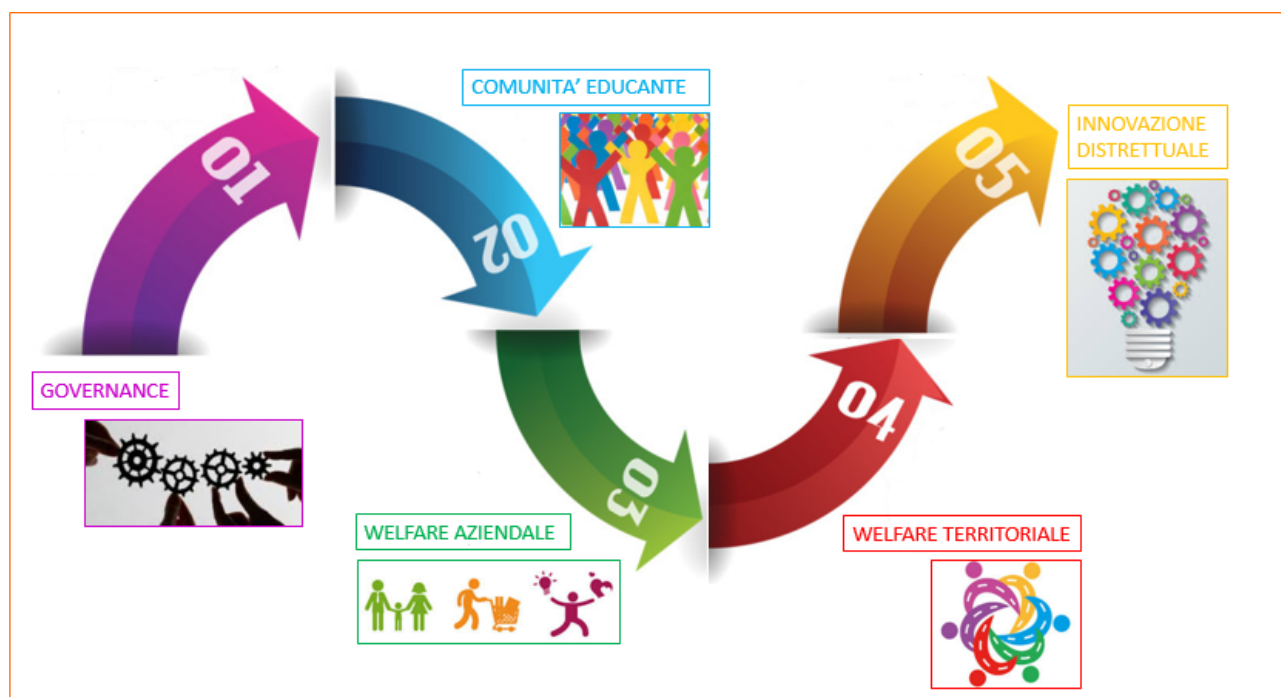 01
GOVERNANCE
02
COMUNITA’ EDUCANTE
03
WELFARE AZIENDALE
04
WELFARE TERRITORIALE
05
INNOVAZIONE
DISTRETTUALE